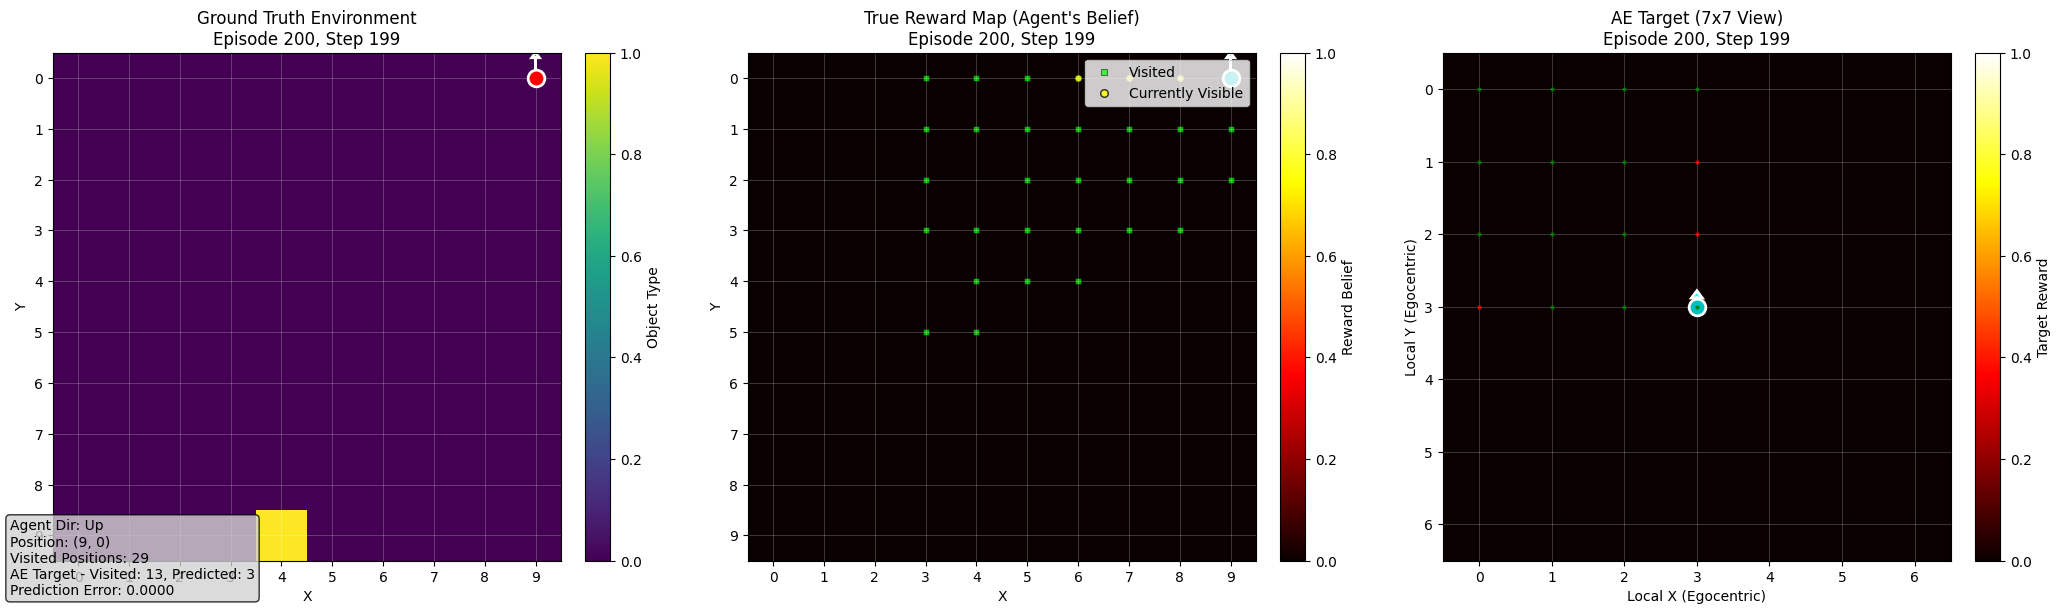 Ground Truth Environment
Episode 200, Step 199
0
1
2
3
4
5
6
7
8
Y
4
5
6
7
8
9
X
1.0
0.8
0.6
0.4
0.2
0.0
Object Type
Agent Dir: Up
Position: (9, 0)
Visited Positions: 29
AE Target - Visited: 13, Predicted: 3
Prediction Error: 0.0000
True Reward Map (Agent's Belief)
Episode 200, Step 199
Visited
Currently Visible
0
1
2
3
4
5
6
7
8
9
Y
0 1 2 3 4 5 6 7 8 9
X
1.0
0.8
0.6
0.4
0.2
0.0
Reward Belief
AE Target (7x7 View)
Episode 200, Step 199
0
1
2
3
4
5
6
Local Y (Egocentric)
0 1 2 3 4 5 6
Local X (Egocentric)
1.0
0.8
0.6
0.4
0.2
0.0
Target Reward